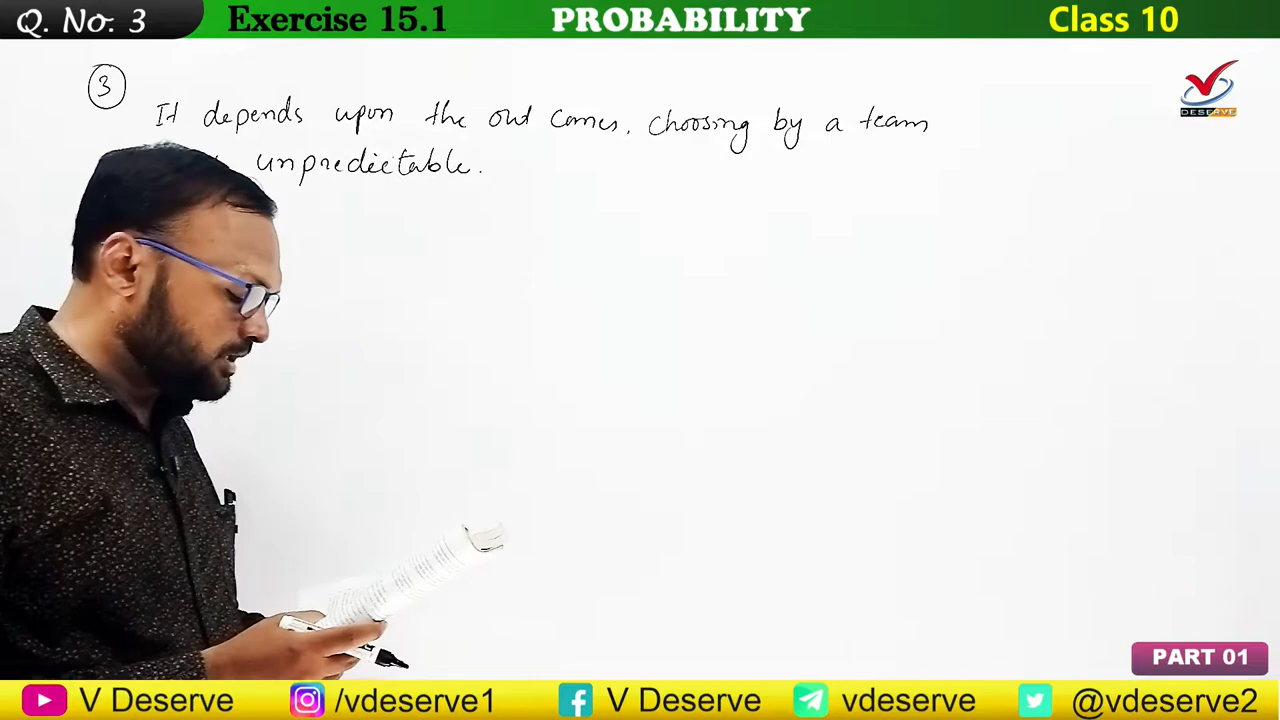 Q. No. 3 Exercise 15.1 PROBABILITY Class 10
3
It depends upon the out comes, choosing by a team
unpredictable.
DESERVE
PART 01
V Deserve /vdeserve1 V Deserve vdeserve @vdeserve2